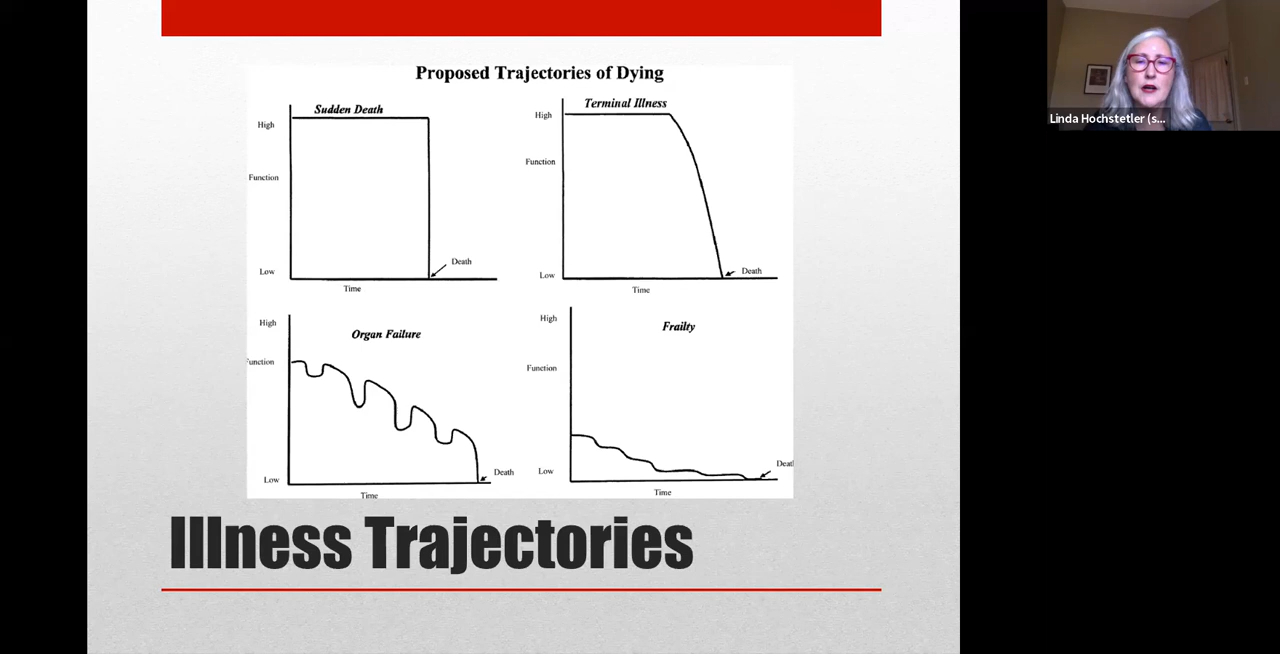 Proposed Trajectories of Dying
Sudden Death
High
Function
Low
Death
Time
Terminal Illness
High
Function
Low
Death
Time
Organ Failure
High
Function
Low
Death
Time
Frailty
High
Function
Low
Death
Time
Illness Trajectories
Linda Hochstetler (s...